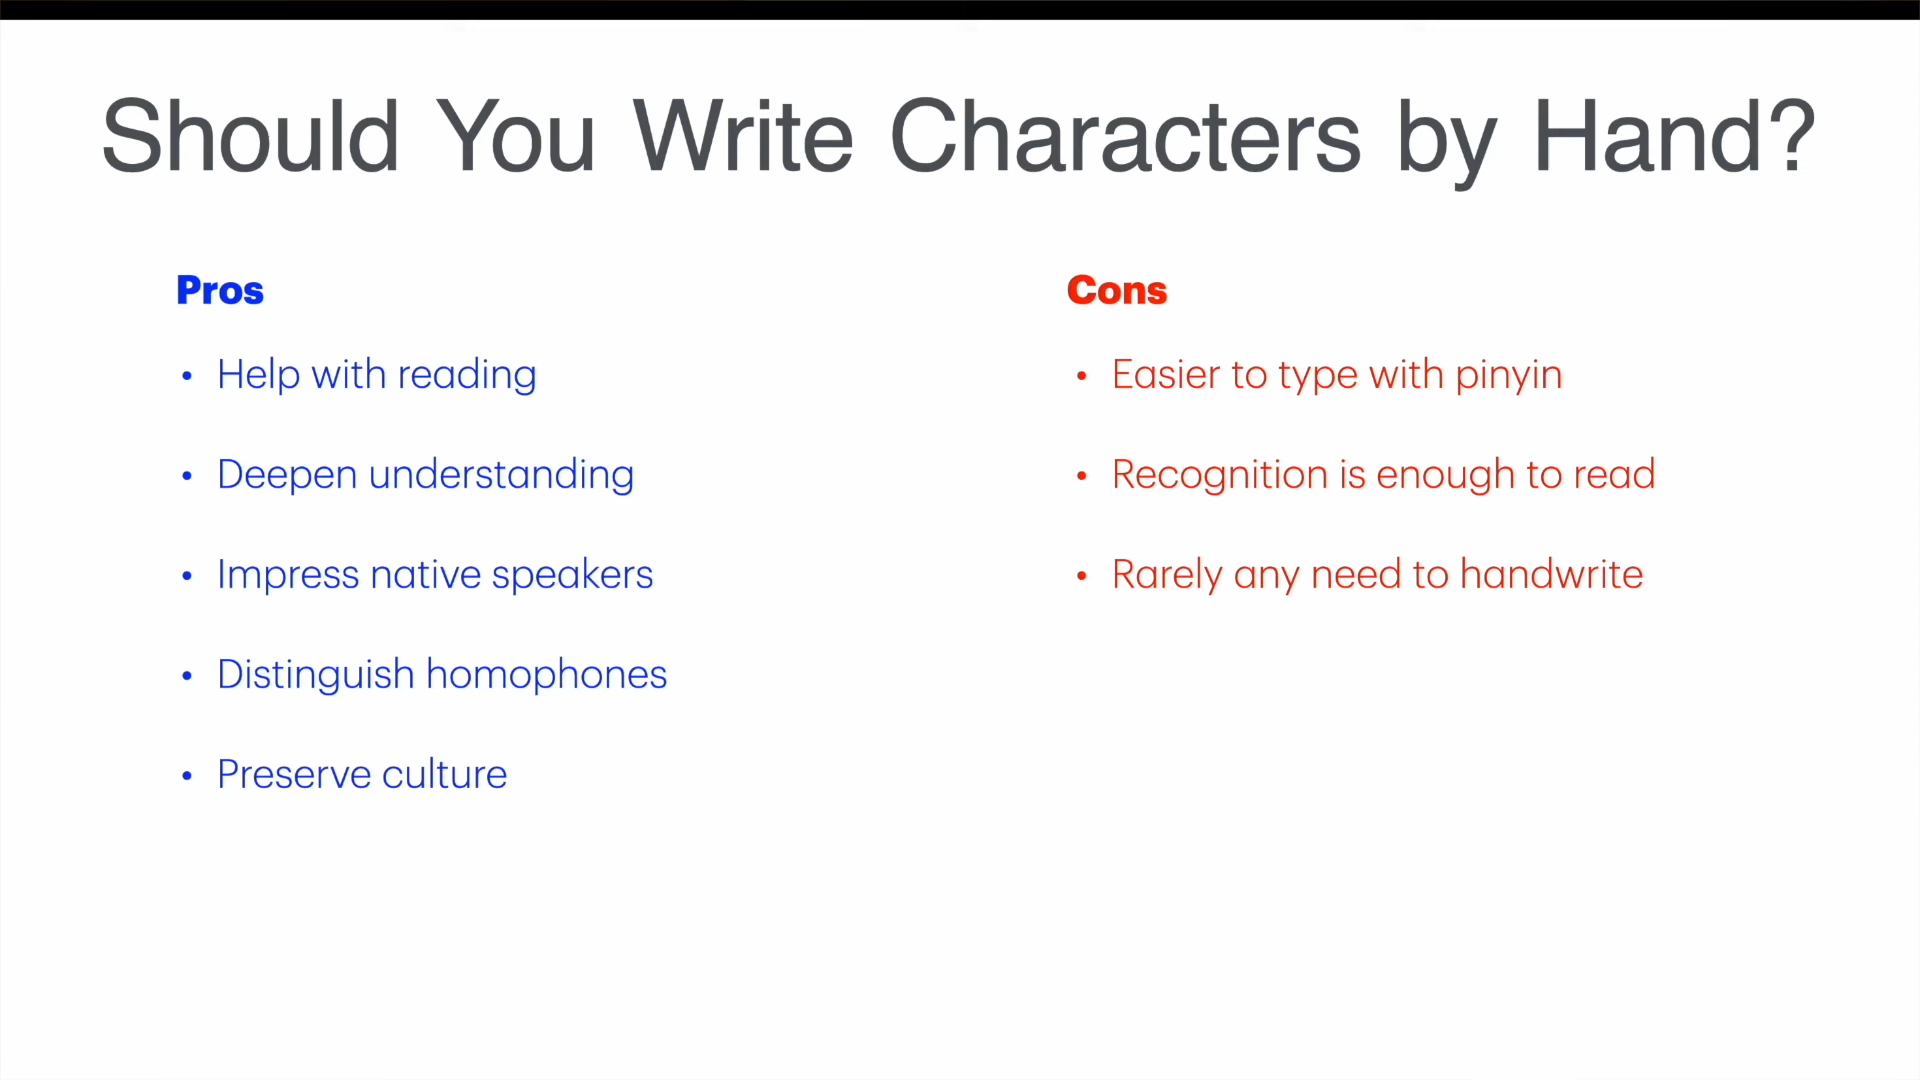 Should You Write Characters by Hand?
Pros
• Help with reading
• Deepen understanding
• Impress native speakers
• Distinguish homophones
• Preserve culture
Cons
• Easier to type with pinyin
• Recognition is enough to read
• Rarely any need to handwrite